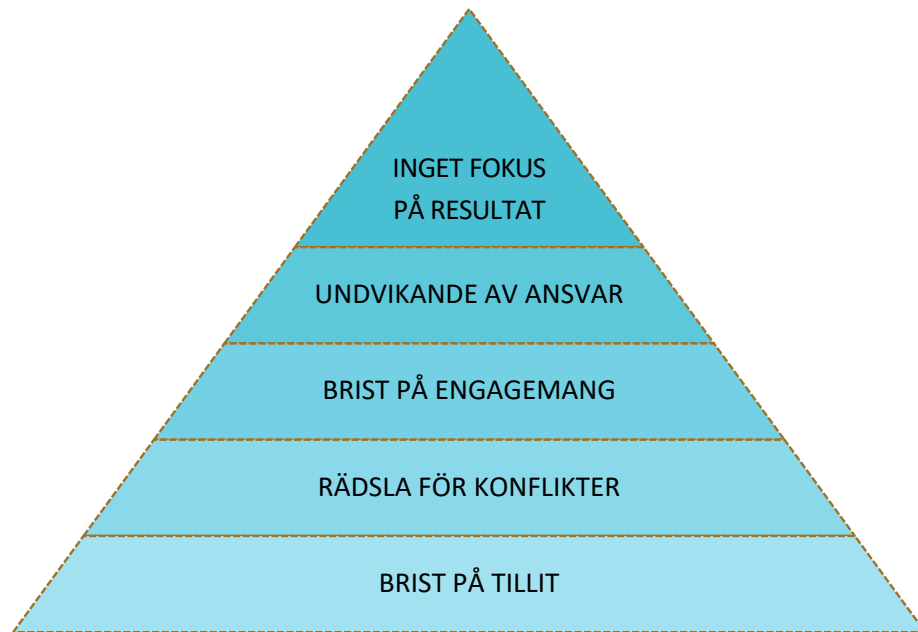 INGET FOKUS
PÅ RESULTAT
UNDVIKANDE AV ANSVAR
BRIST PÅ ENGAGEMANG
RÄDSLA FÖR KONFLIKTER
BRIST PÅ TILLIT